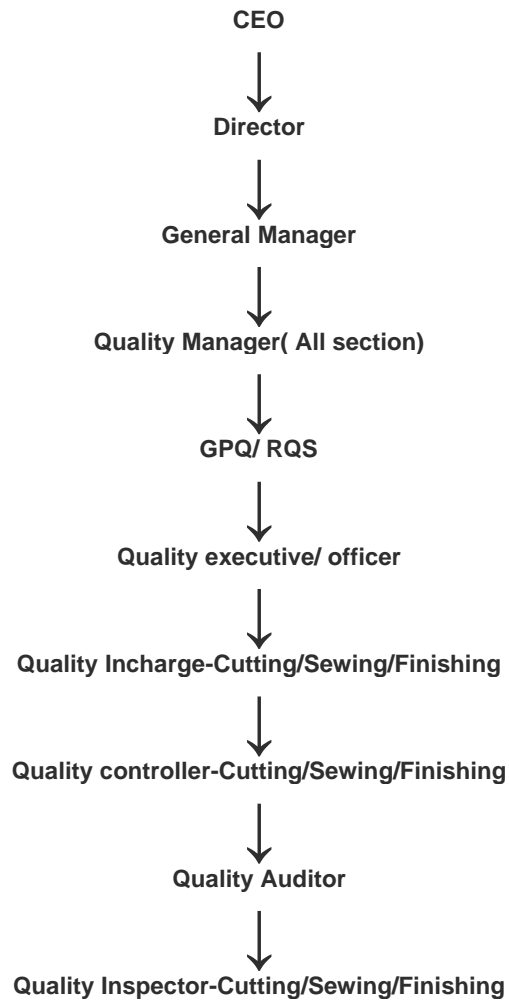 CEO
Director
General Manager
Quality Manager( All section)
GPQ/ RQS
Quality executive/ officer
Quality Incharge-Cutting/Sewing/Finishing
Quality controller-Cutting/Sewing/Finishing
Quality Auditor
Quality Inspector-Cutting/Sewing/Finishing